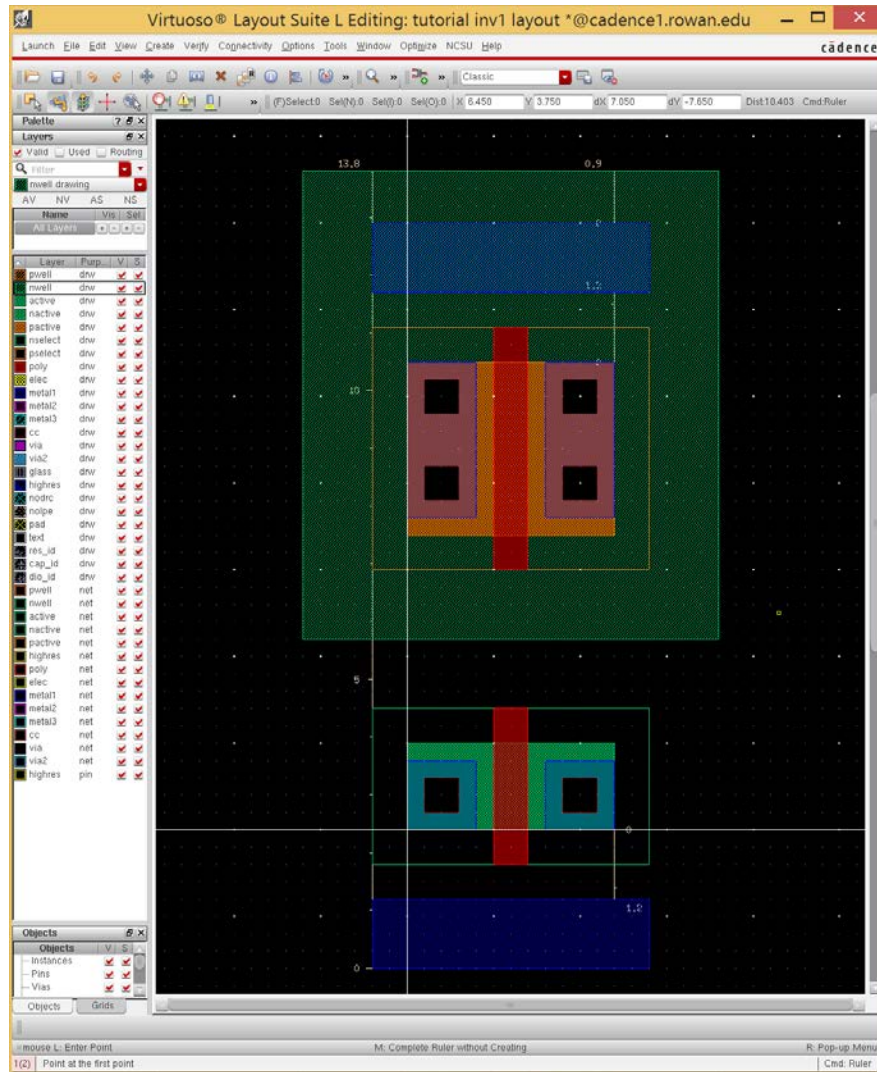 Virtuoso® Layout Suite L Editing: tutorial inv1 layout *@cadence1.rowan.edu
Launch File Edit View Create Verify Connectivity Options Tools Window Optimize NCSU Help
cādence
» » » Classic
» (F)Select:0 Sel(N):0 Sel(I):0 Sel(O):0 X 6.450 Y 3.750 dX 7.050 dY -7.650 Dist:10.403 Cmd:Ruler
Palette
Layers
Valid Used Routing
Filter
nwell drawing
AV NV AS NS
Name Vis Sel
All Layers
Layer Purp... V S
pwell drw
nwell drw
active drw
nactive drw
pactive drw
nselect drw
pselect drw
poly drw
elec drw
metal1 drw
metal2 drw
metal3 drw
cc drw
via drw
via2 drw
glass drw
highres drw
nodrc drw
nolpe drw
pad drw
text drw
res_id drw
cap_id drw
dio_id drw
pwell net
nwell net
active net
nactive net
pactive net
highres net
poly net
elec net
metal1 net
metal2 net
metal3 net
cc net
via net
via2 net
highres pin
13.8
0.9
1.2
10
5
0
1.2
0
Objects
Objects V S
Instances
Pins
Vias
Objects Grids
mouse L: Enter Point M: Complete Ruler without Creating R: Pop-up Menu
1(2) Point at the first point Cmd: Ruler